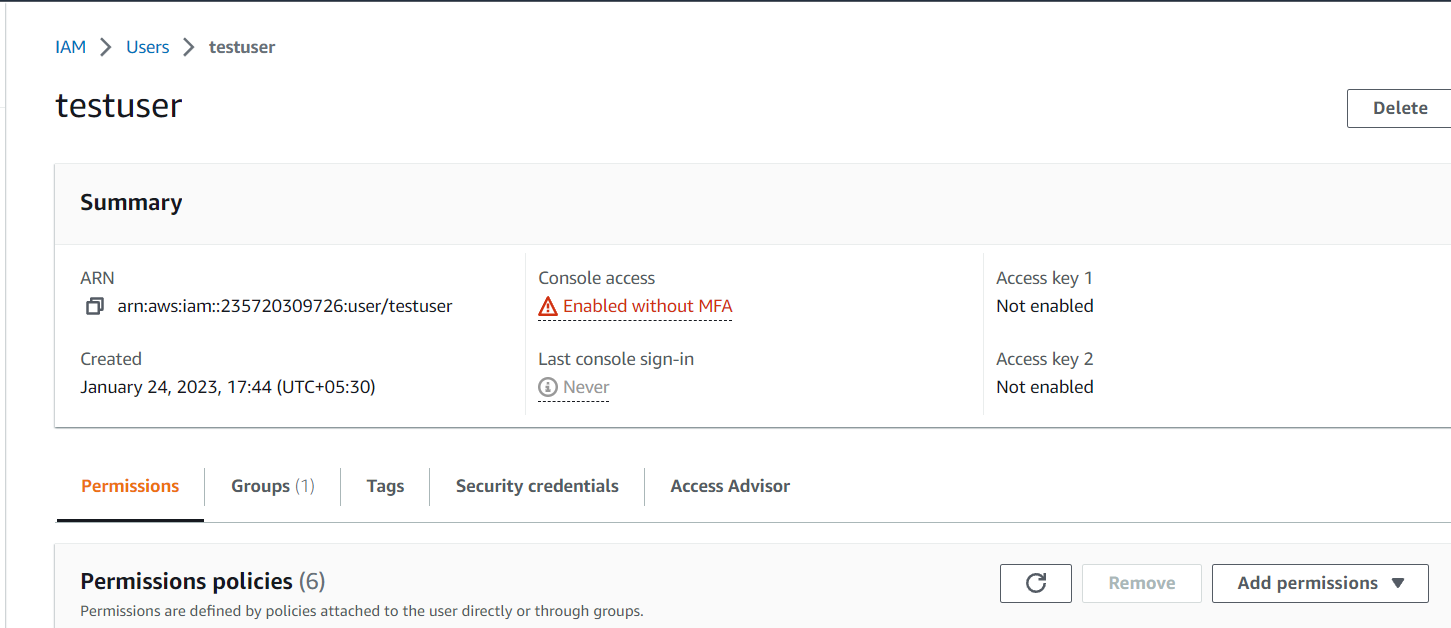 IAM > Users > testuser
testuser
Delete
Summary
ARN
arn:aws:iam::235720309726:user/testuser
Created
January 24, 2023, 17:44 (UTC+05:30)
Console access
Enabled without MFA
Last console sign-in
Never
Access key 1
Not enabled
Access key 2
Not enabled
Permissions Groups (1) Tags Security credentials Access Advisor
Permissions policies (6)
Permissions are defined by policies attached to the user directly or through groups.
Remove
Add permissions